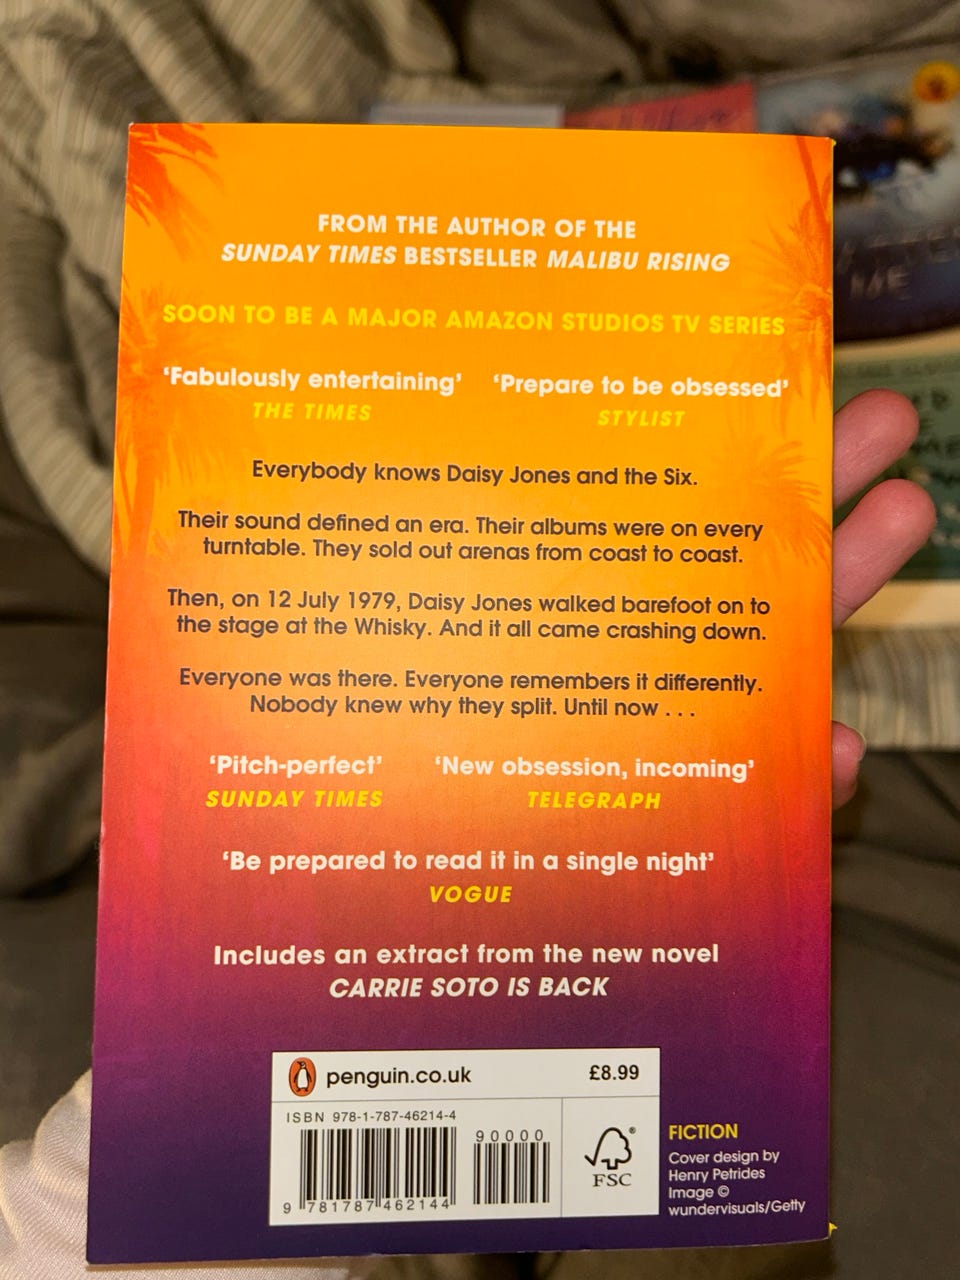 FROM THE AUTHOR OF THE
SUNDAY TIMES BESTSELLER MALIBU RISING
SOON TO BE A MAJOR AMAZON STUDIOS TV SERIES
‘Fabulously entertaining’
THE TIMES
‘Prepare to be obsessed’
STYLIST
Everybody knows Daisy Jones and the Six.
Their sound defined an era. Their albums were on every
turntable. They sold out arenas from coast to coast.
Then, on 12 July 1979, Daisy Jones walked barefoot on to
the stage at the Whisky. And it all came crashing down.
Everyone was there. Everyone remembers it differently.
Nobody knew why they split. Until now . . .
‘Pitch-perfect’
SUNDAY TIMES
‘New obsession, incoming’
TELEGRAPH
‘Be prepared to read it in a single night’
VOGUE
Includes an extract from the new novel
CARRIE SOTO IS BACK
penguin.co.uk
£8.99
ISBN 978-1-787-46214-4
90000
9 781787 462144
FSC
FICTION
Cover design by
Henry Petrides
Image ©
wundervisuals/Getty
ME